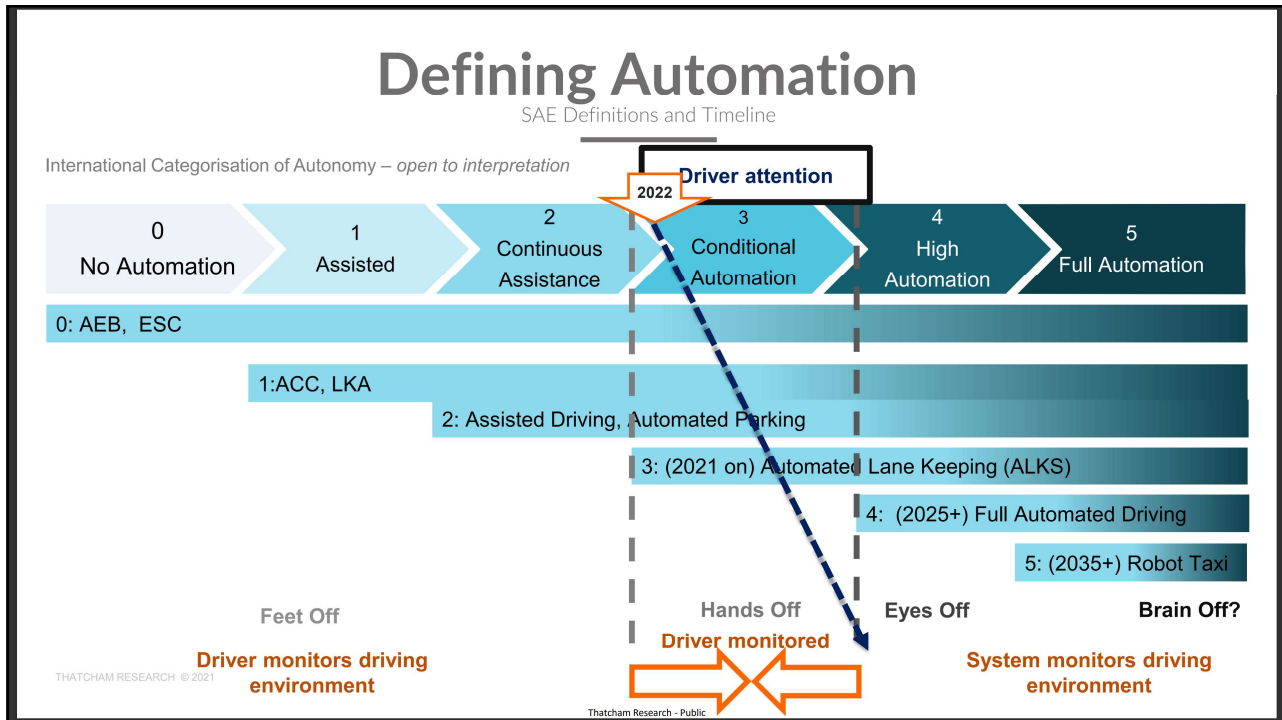 Defining Automation
SAE Definitions and Timeline
International Categorisation of Autonomy – open to interpretation
Driver attention
2022
0
No Automation
1
Assisted
2
Continuous
Assistance
3
Conditional
Automation
4
High
Automation
5
Full Automation
0: AEB, ESC
1:ACC, LKA
2: Assisted Driving, Automated Parking
3: (2021 on) Automated Lane Keeping (ALKS)
4: (2025+) Full Automated Driving
5: (2035+) Robot Taxi
Feet Off
Hands Off
Eyes Off
Brain Off?
Driver monitors driving
environment
Driver monitored
System monitors driving
environment
THATCHAM RESEARCH © 2021
Thatcham Research - Public